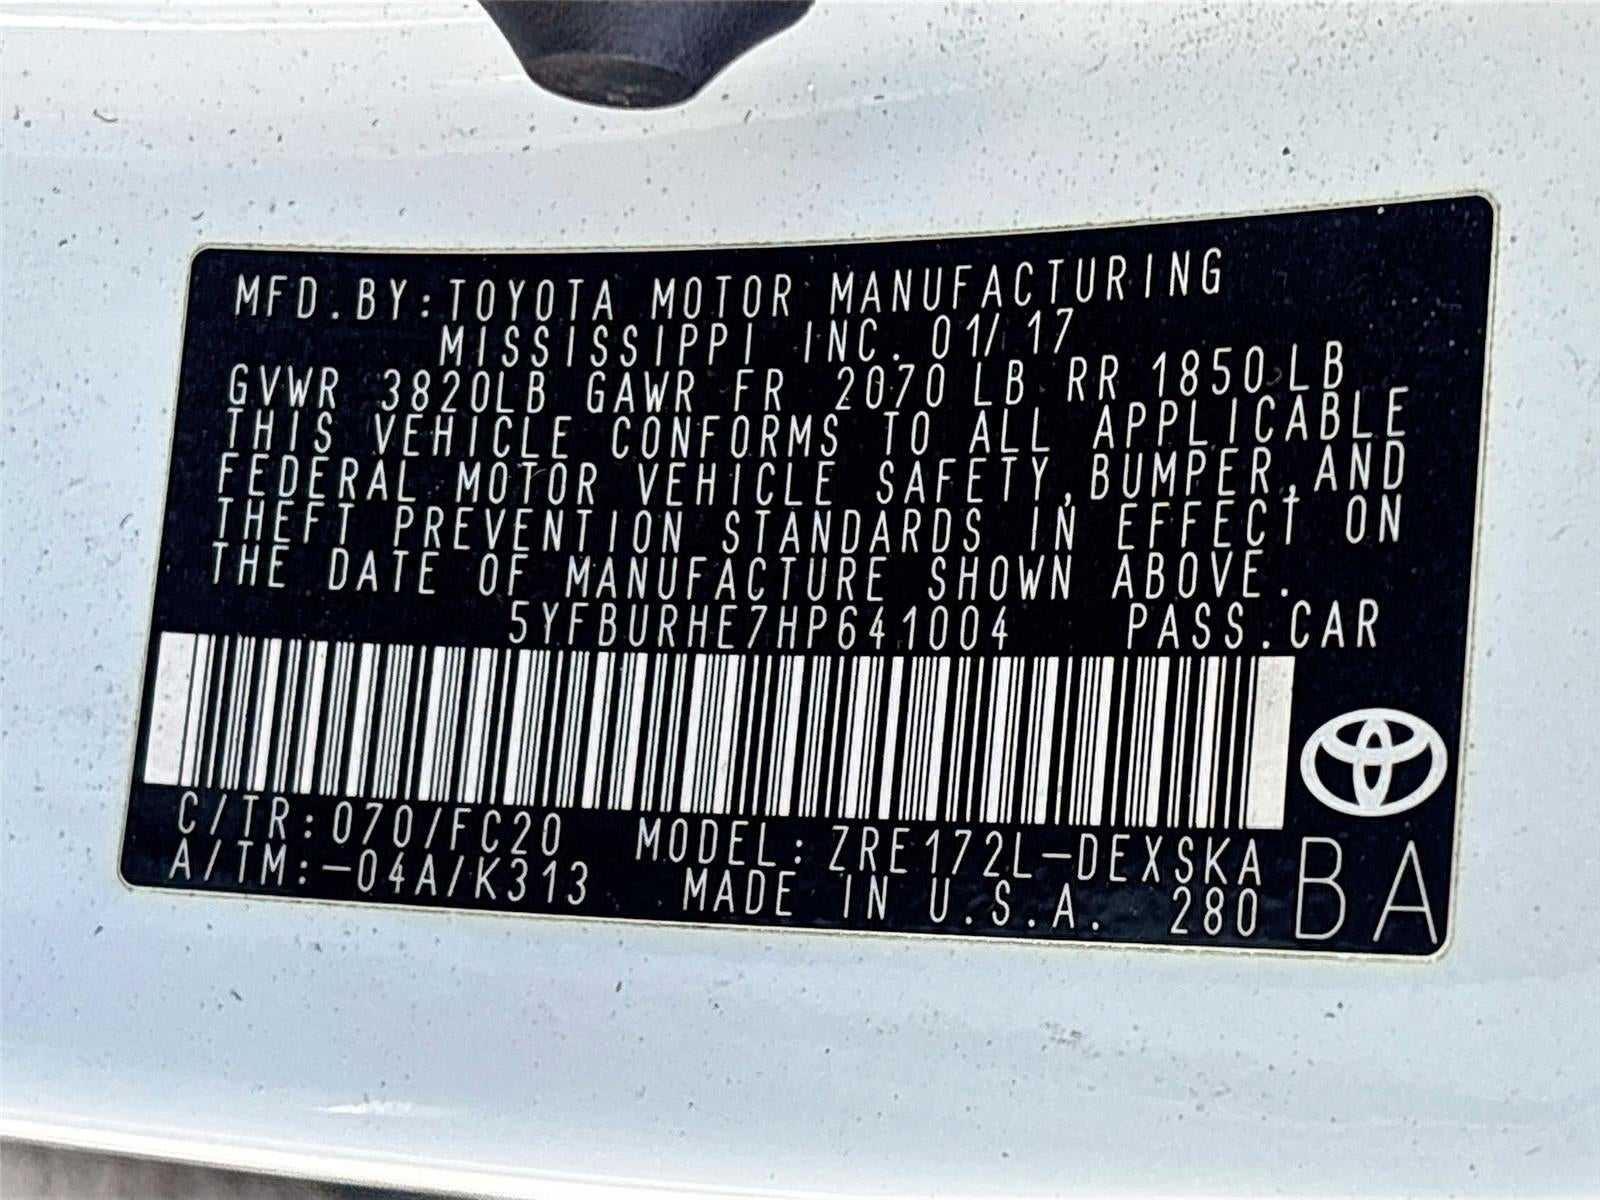 MFD.BY:TOYOTA MOTOR MANUFACTURING
MISSISSIPPI INC. 01/17
GVWR 3820LB GAWR FR 2070LB RR 1850LB
THIS VEHICLE CONFORMS TO ALL APPLICABLE
FEDERAL MOTOR VEHICLE SAFETY,BUMPER,AND
THEFT PREVENTION STANDARDS IN EFFECT ON
THE DATE OF MANUFACTURE SHOWN ABOVE.
5YFBURHE7HP641004 PASS.CAR
C/TR:070/FC20 MODEL:ZRE172L-DEXSKA
A/TM:-04A/K313 MADE IN U.S.A. 280 BA